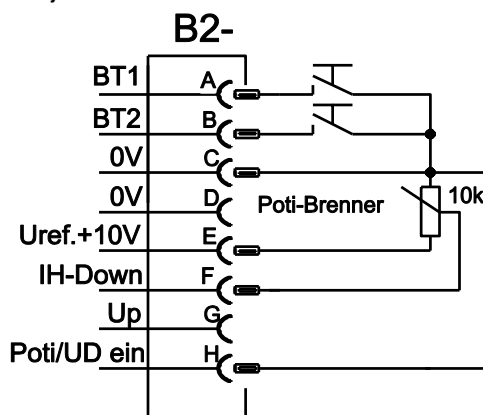 B2-
BT1 A
BT2 B
0V C
0V D Poti-Brenner 10k
Uref.+10V E
IH-Down F
Up G
Poti/UD ein H